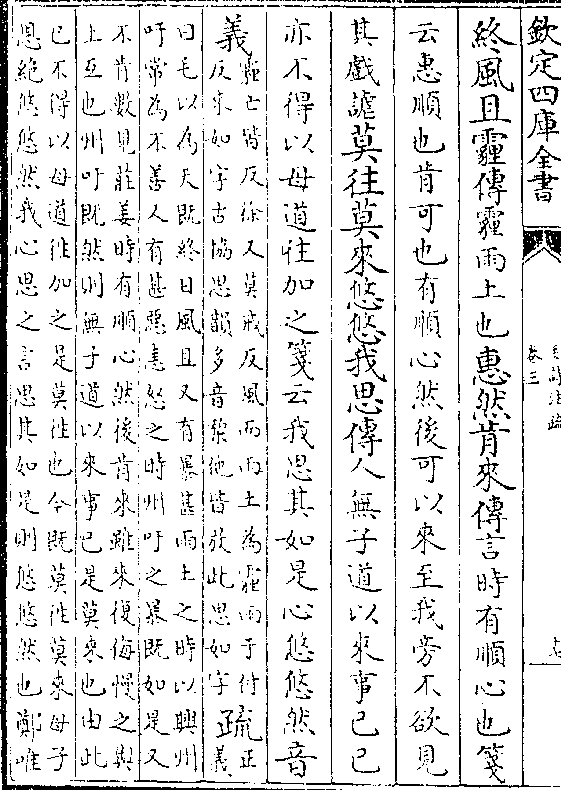 欽定四庫全書
毛詩注疏
卷三
終風且霾傳霾雨土也惠然肯來傳言時有順心也箋
云惠順也肯可也有順心然後可以來至我旁不欲見
其戲謔莫往莫來悠悠我思傳人無子道以來事已已
亦不得以母道往加之箋云我思其如是心悠悠然音
義霾亡皆反徐又莫戒反風而雨土為霾雨于付
反來如字古協思韻多音棃他皆放此思如字疏正義
曰毛以為天既終日風且又有暴甚雨土之時以興州
吁常為不善人有甚惡恚怒之時州吁之暴既如是又
不肯數見莊姜時有順心然後肯來雖來復侮慢之與
上互也州吁既然則無子道以來事已是莫來也由此
已不得以母道往加之是莫往也今既莫往莫來母子
恩絶悠悠然我心思之言思其如是則悠悠然也鄭唯